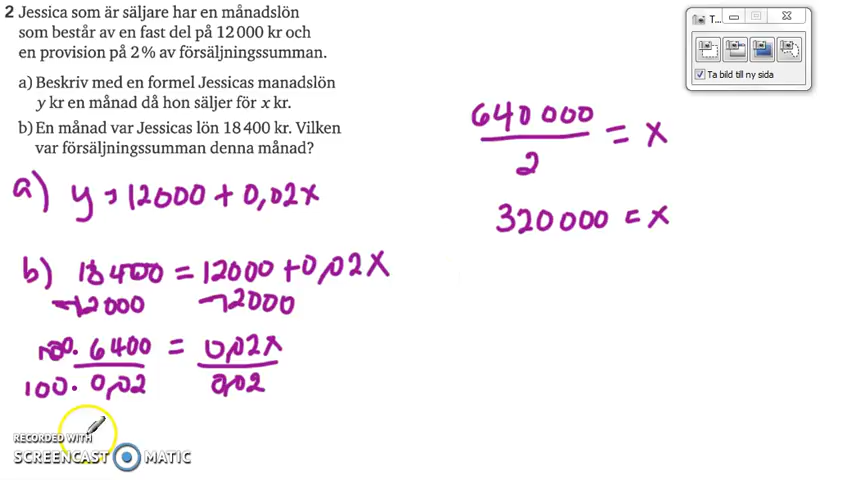 2 Jessica som är säljare har en månadslön
som består av en fast del på 12 000 kr och
en provision på 2% av försäljningssumman.
a) Beskriv med en formel Jessicas manadslön
y kr en månad då hon säljer för x kr.
b) En månad var Jessicas lön 18 400 kr. Vilken
var försäljningssumman denna månad?
a) y = 12000 + 0,02x
b) 18400 = 12000 + 0,02x
-12000 -12000
100. 6400 = 0,02x
100. 0,02 0,02
640 000 = x
2
320000 = x
T...
Ta bild till ny sida
RECORDED WITH
SCREENCAST MATIC